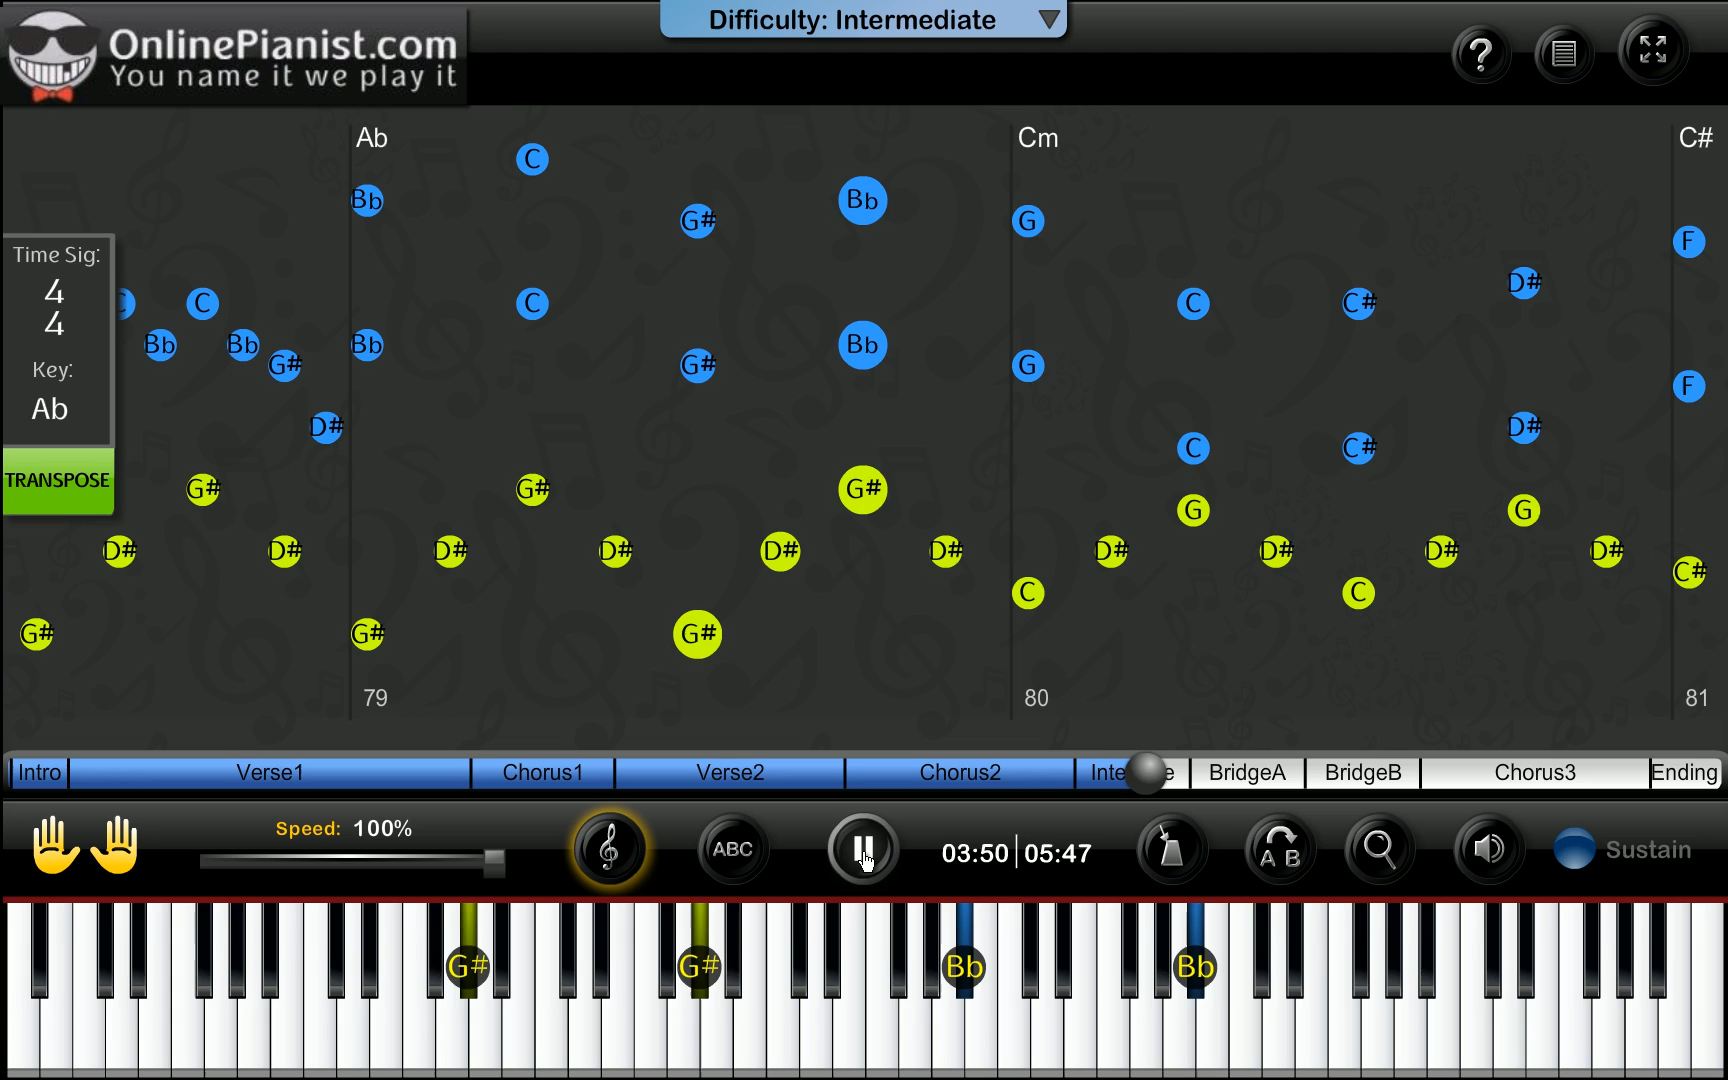 OnlinePianist.com
You name it we play it
Difficulty: Intermediate
?
Ab
Cm
C#
C
Bb
Bb
G#
G
F
D#
C
C
C
C
C#
Bb
Bb
Bb
Bb
G#
G#
G
F
D#
C
C#
D#
G#
G#
G#
G
G
D#
D#
D#
D#
D#
D#
D#
D#
D#
D#
C#
C
C
G#
G#
G#
79
80
81
Time Sig:
4
4
Key:
Ab
TRANSPOSE
Intro
Verse1
Chorus1
Verse2
Chorus2
BridgeA
BridgeB
Chorus3
Ending
Speed: 100%
ABC
03:50 | 05:47
A B
Sustain
G#
G#
Bb
Bb